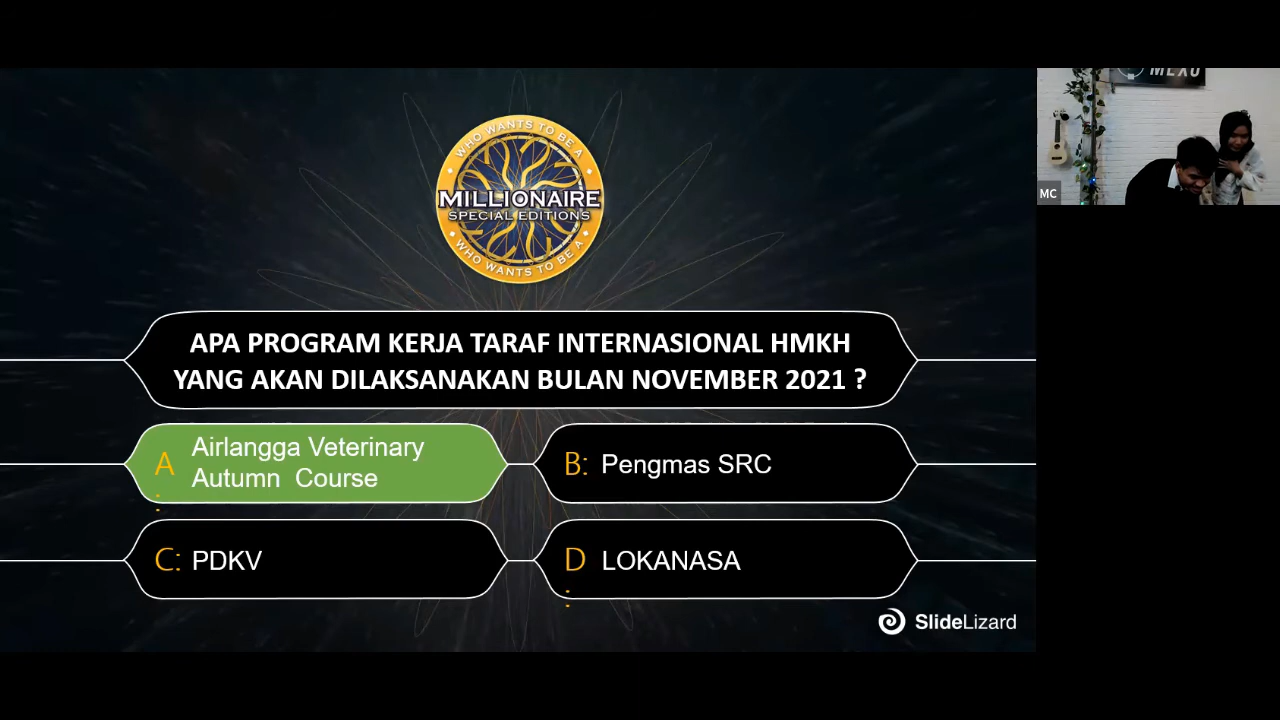 WHO WANTS TO BE A
MILLIONAIRE
SPECIAL EDITIONS
WHO WANTS TO BE A
APA PROGRAM KERJA TARAF INTERNASIONAL HMKH
YANG AKAN DILAKSANAKAN BULAN NOVEMBER 2021 ?
A: Airlangga Veterinary
Autumn Course
B: Pengmas SRC
C: PDKV
D: LOKANASA
SlideLizard
MC